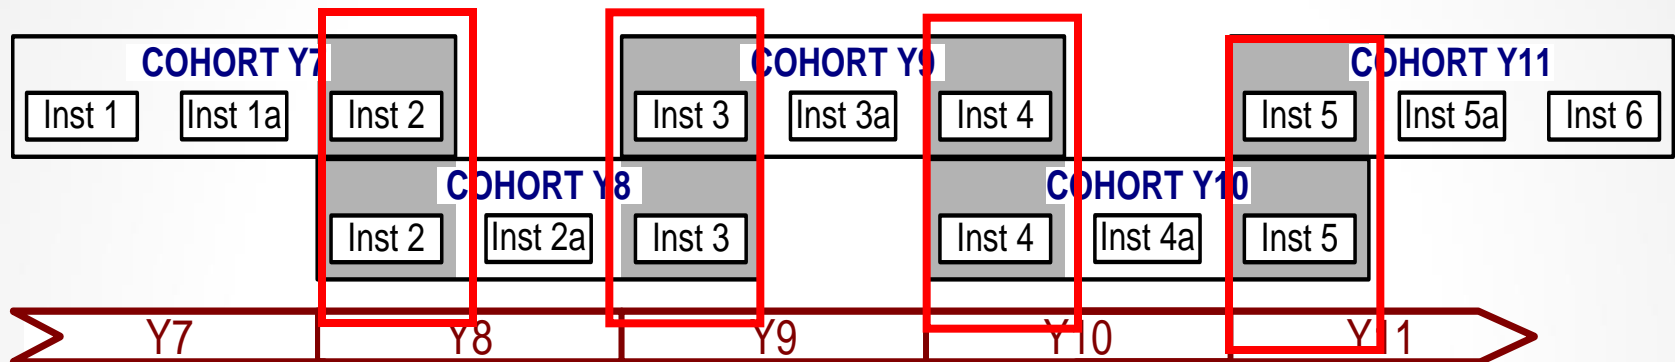 COHORT Y7 COHORT Y9 COHORT Y11
Inst 1 Inst 1a Inst 2 Inst 3 Inst 3a Inst 4 Inst 5 Inst 5a Inst 6
COHORT Y8 COHORT Y10
Inst 2 Inst 2a Inst 3 Inst 4 Inst 4a Inst 5
Y7 Y8 Y9 Y10 Y11